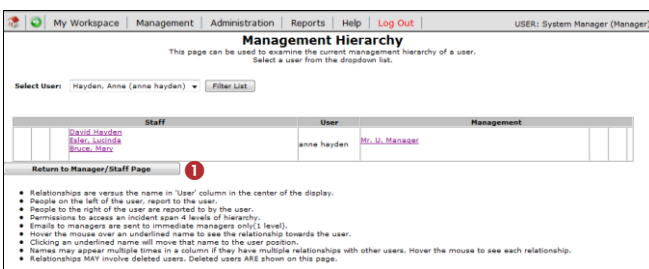 My Workspace | Management | Administration | Reports | Help | Log Out | USER: System Manager (Manager)
Management Hierarchy
This page can be used to examine the current management hierarchy of a user.
Select a user from the dropdown list.
Select User: Hayden, Anne (anne hayden) Filter List
Staff User Management
David Hayden
Esler, Lucinda
Bruce, Mary
anne hayden
Mr. U. Manager
Return to Manager/Staff Page 1
Relationships are versus the name in 'User' column in the center of the display.
People on the left of the user, report to the user.
People to the right of the user are reported to by the user.
Permissions to access an incident span 4 levels of hierarchy.
Emails to managers are sent to immediate managers only(1 level).
Hover the mouse over an underlined name to see the relationship towards the user.
Clicking an underlined name will move that name to the user position.
Names may appear multiple times in a column if they have multiple relationships with other users. Hover the mouse to see each relationship.
Relationships MAY involve deleted users. Deleted users ARE shown on this page.